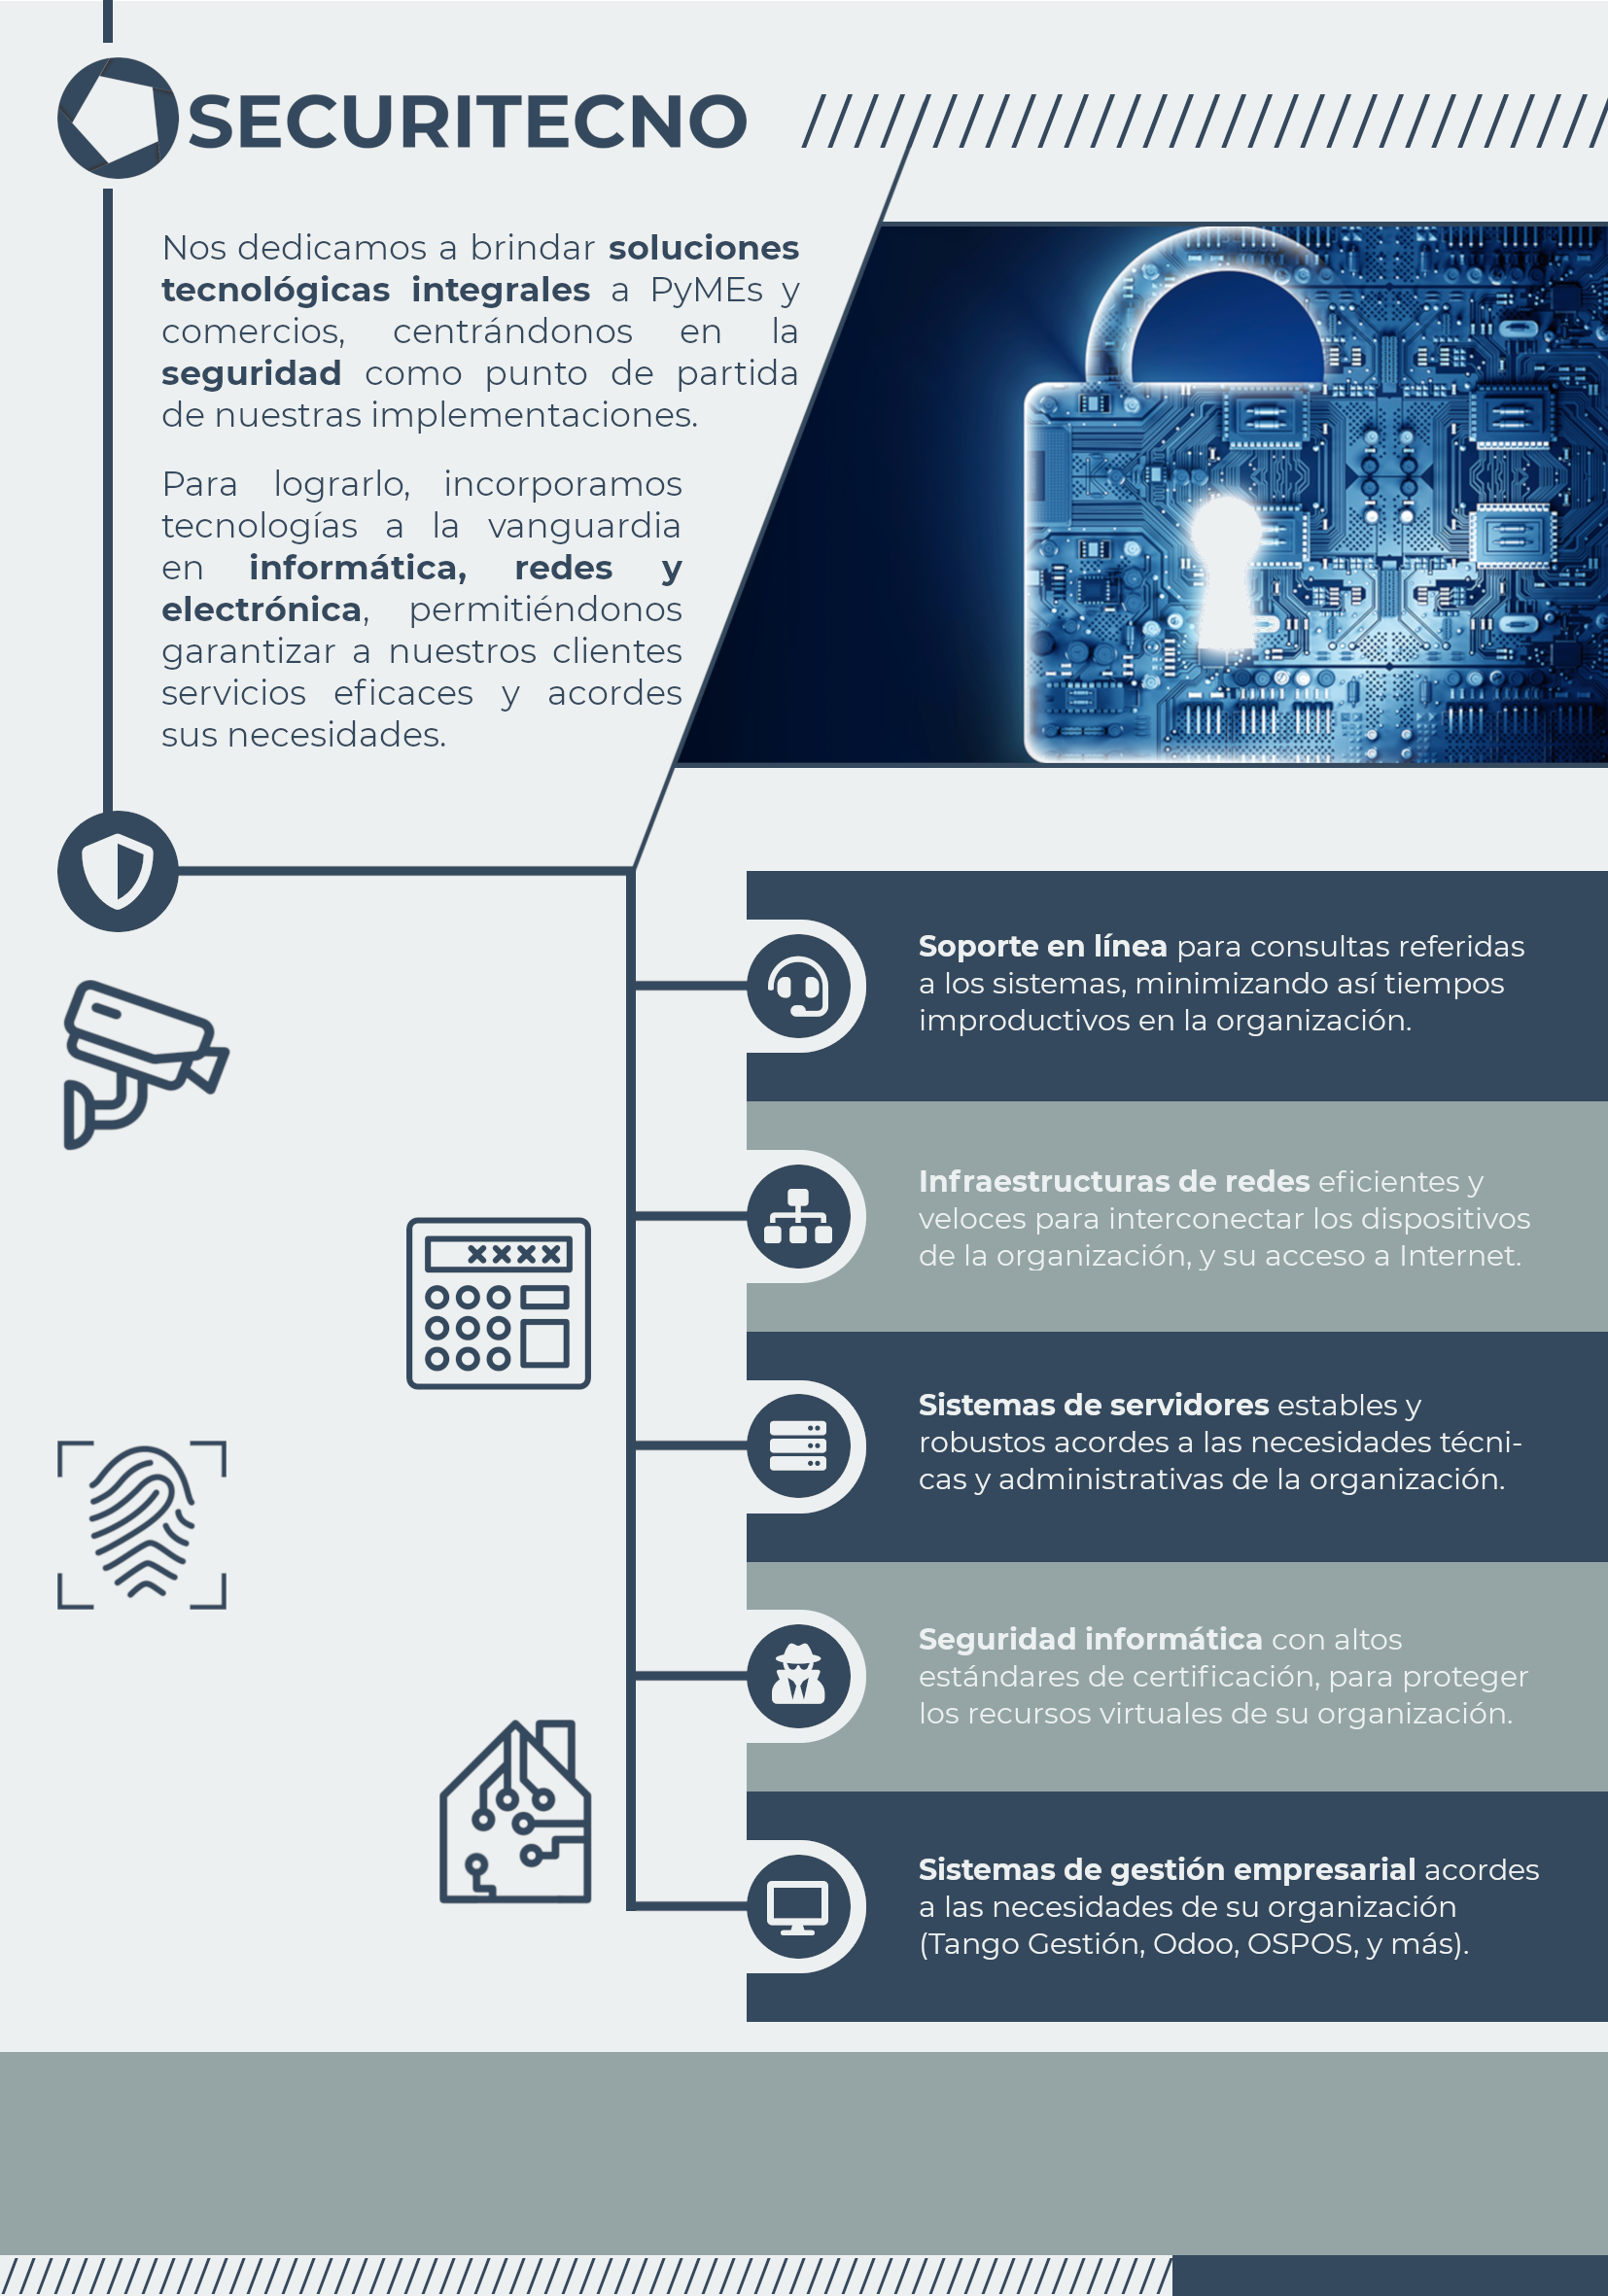 SECURITECNO
Nos dedicamos a brindar soluciones
tecnológicas integrales a PyMEs y
comercios, centrándonos en la
seguridad como punto de partida
de nuestras implementaciones.
Para lograrlo, incorporamos
tecnologías a la vanguardia
en informática, redes y
electrónica, permitiéndonos
garantizar a nuestros clientes
servicios eficaces y acordes
sus necesidades.
Soporte en línea para consultas referidas
a los sistemas, minimizando así tiempos
improductivos en la organización.
Infraestructuras de redes eficientes y
veloces para interconectar los dispositivos
de la organización, y su acceso a Internet.
Sistemas de servidores estables y
robustos acordes a las necesidades técni-
cas y administrativas de la organización.
Seguridad informática con altos
estándares de certificación, para proteger
los recursos virtuales de su organización.
Sistemas de gestión empresarial acordes
a las necesidades de su organización
(Tango Gestión, Odoo, OSPOS, y más).